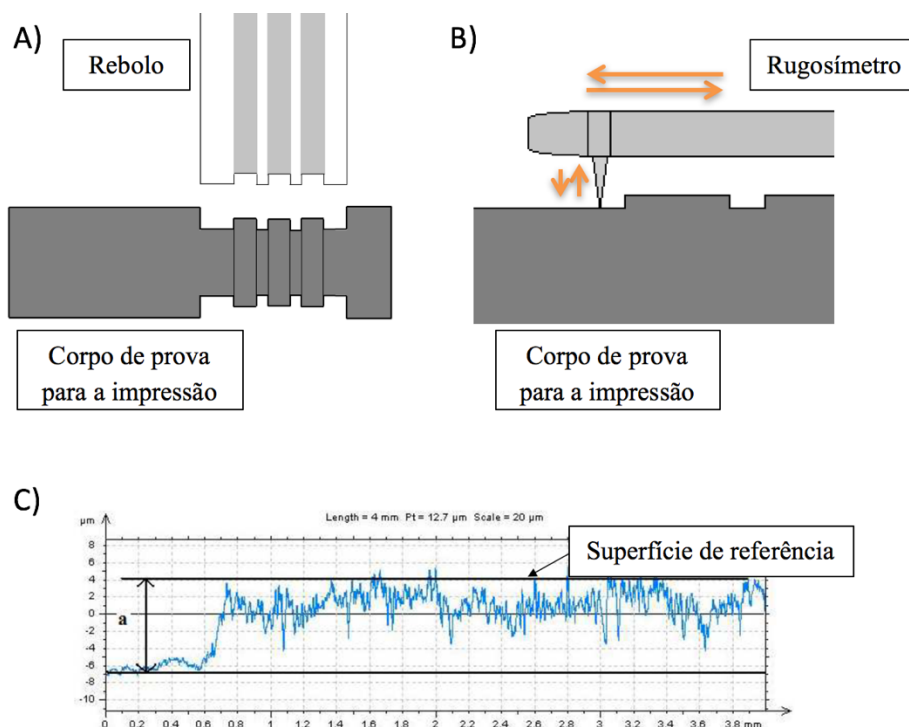 A)
Rebolo
Corpo de prova
para a impressão
B)
Rugosímetro
Corpo de prova
para a impressão
C)
µm
Length = 4 mm Pt = 12.7 µm Scale = 20 µm
Superfície de referência
8
6
4
2
0
-2
-4
-6
-8
-10
a
0 0.2 0.4 0.6 0.8 1 1.2 1.4 1.6 1.8 2 2.2 2.4 2.6 2.8 3 3.2 3.4 3.6 3.8 mm